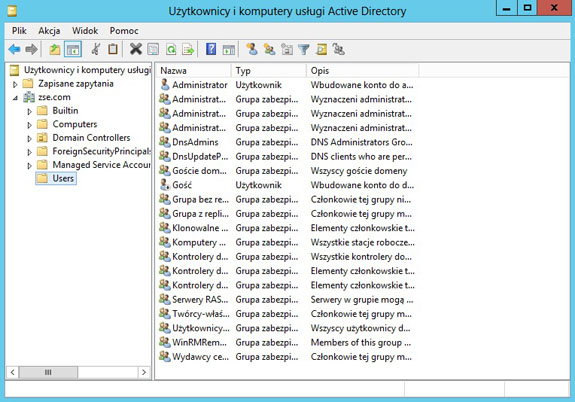 Użytkownicy i komputery usługi Active Directory
Plik Akcja Widok Pomoc
Użytkownicy i komputery usługi
Zapisane zapytania
zse.com
Builtin
Computers
Domain Controllers
ForeignSecurityPrincipals
Managed Service Accour
Users
Nazwa Typ Opis
Administrator Użytkownik Wbudowane konto do a...
Administrat... Grupa zabezpi... Wyznaczeni administrat...
Administrat... Grupa zabezpi... Wyznaczeni administrat...
Administrat... Grupa zabezpi... Wyznaczeni administrat...
DnsAdmins Grupa zabezpi... DNS Administrators Gro...
DnsUpdateP... Grupa zabezpi... DNS clients who are per...
Goście dom... Grupa zabezpi... Wszyscy goście domeny
Gość Użytkownik Wbudowane konto do d...
Grupa bez re... Grupa zabezpi... Członkowie tej grupy ni...
Grupa z repli... Grupa zabezpi... Członkowie tej grupy m...
Klonowalne ... Grupa zabezpi... Elementy członkowskie t...
Komputery ... Grupa zabezpi... Wszystkie stacje robocze...
Kontrolery d... Grupa zabezpi... Wszystkie kontrolery do...
Kontrolery d... Grupa zabezpi... Elementy członkowskie t...
Kontrolery d... Grupa zabezpi... Elementy członkowskie t...
Serwery RAS... Grupa zabezpi... Serwery w grupie mogą ...
Twórcy-właś... Grupa zabezpi... Członkowie tej grupy m...
Użytkownicy... Grupa zabezpi... Wszyscy użytkownicy d...
WinRMRem... Grupa zabezpi... Members of this group ...
Wydawcy ce... Grupa zabezpi... Członkowie tej grupy m...